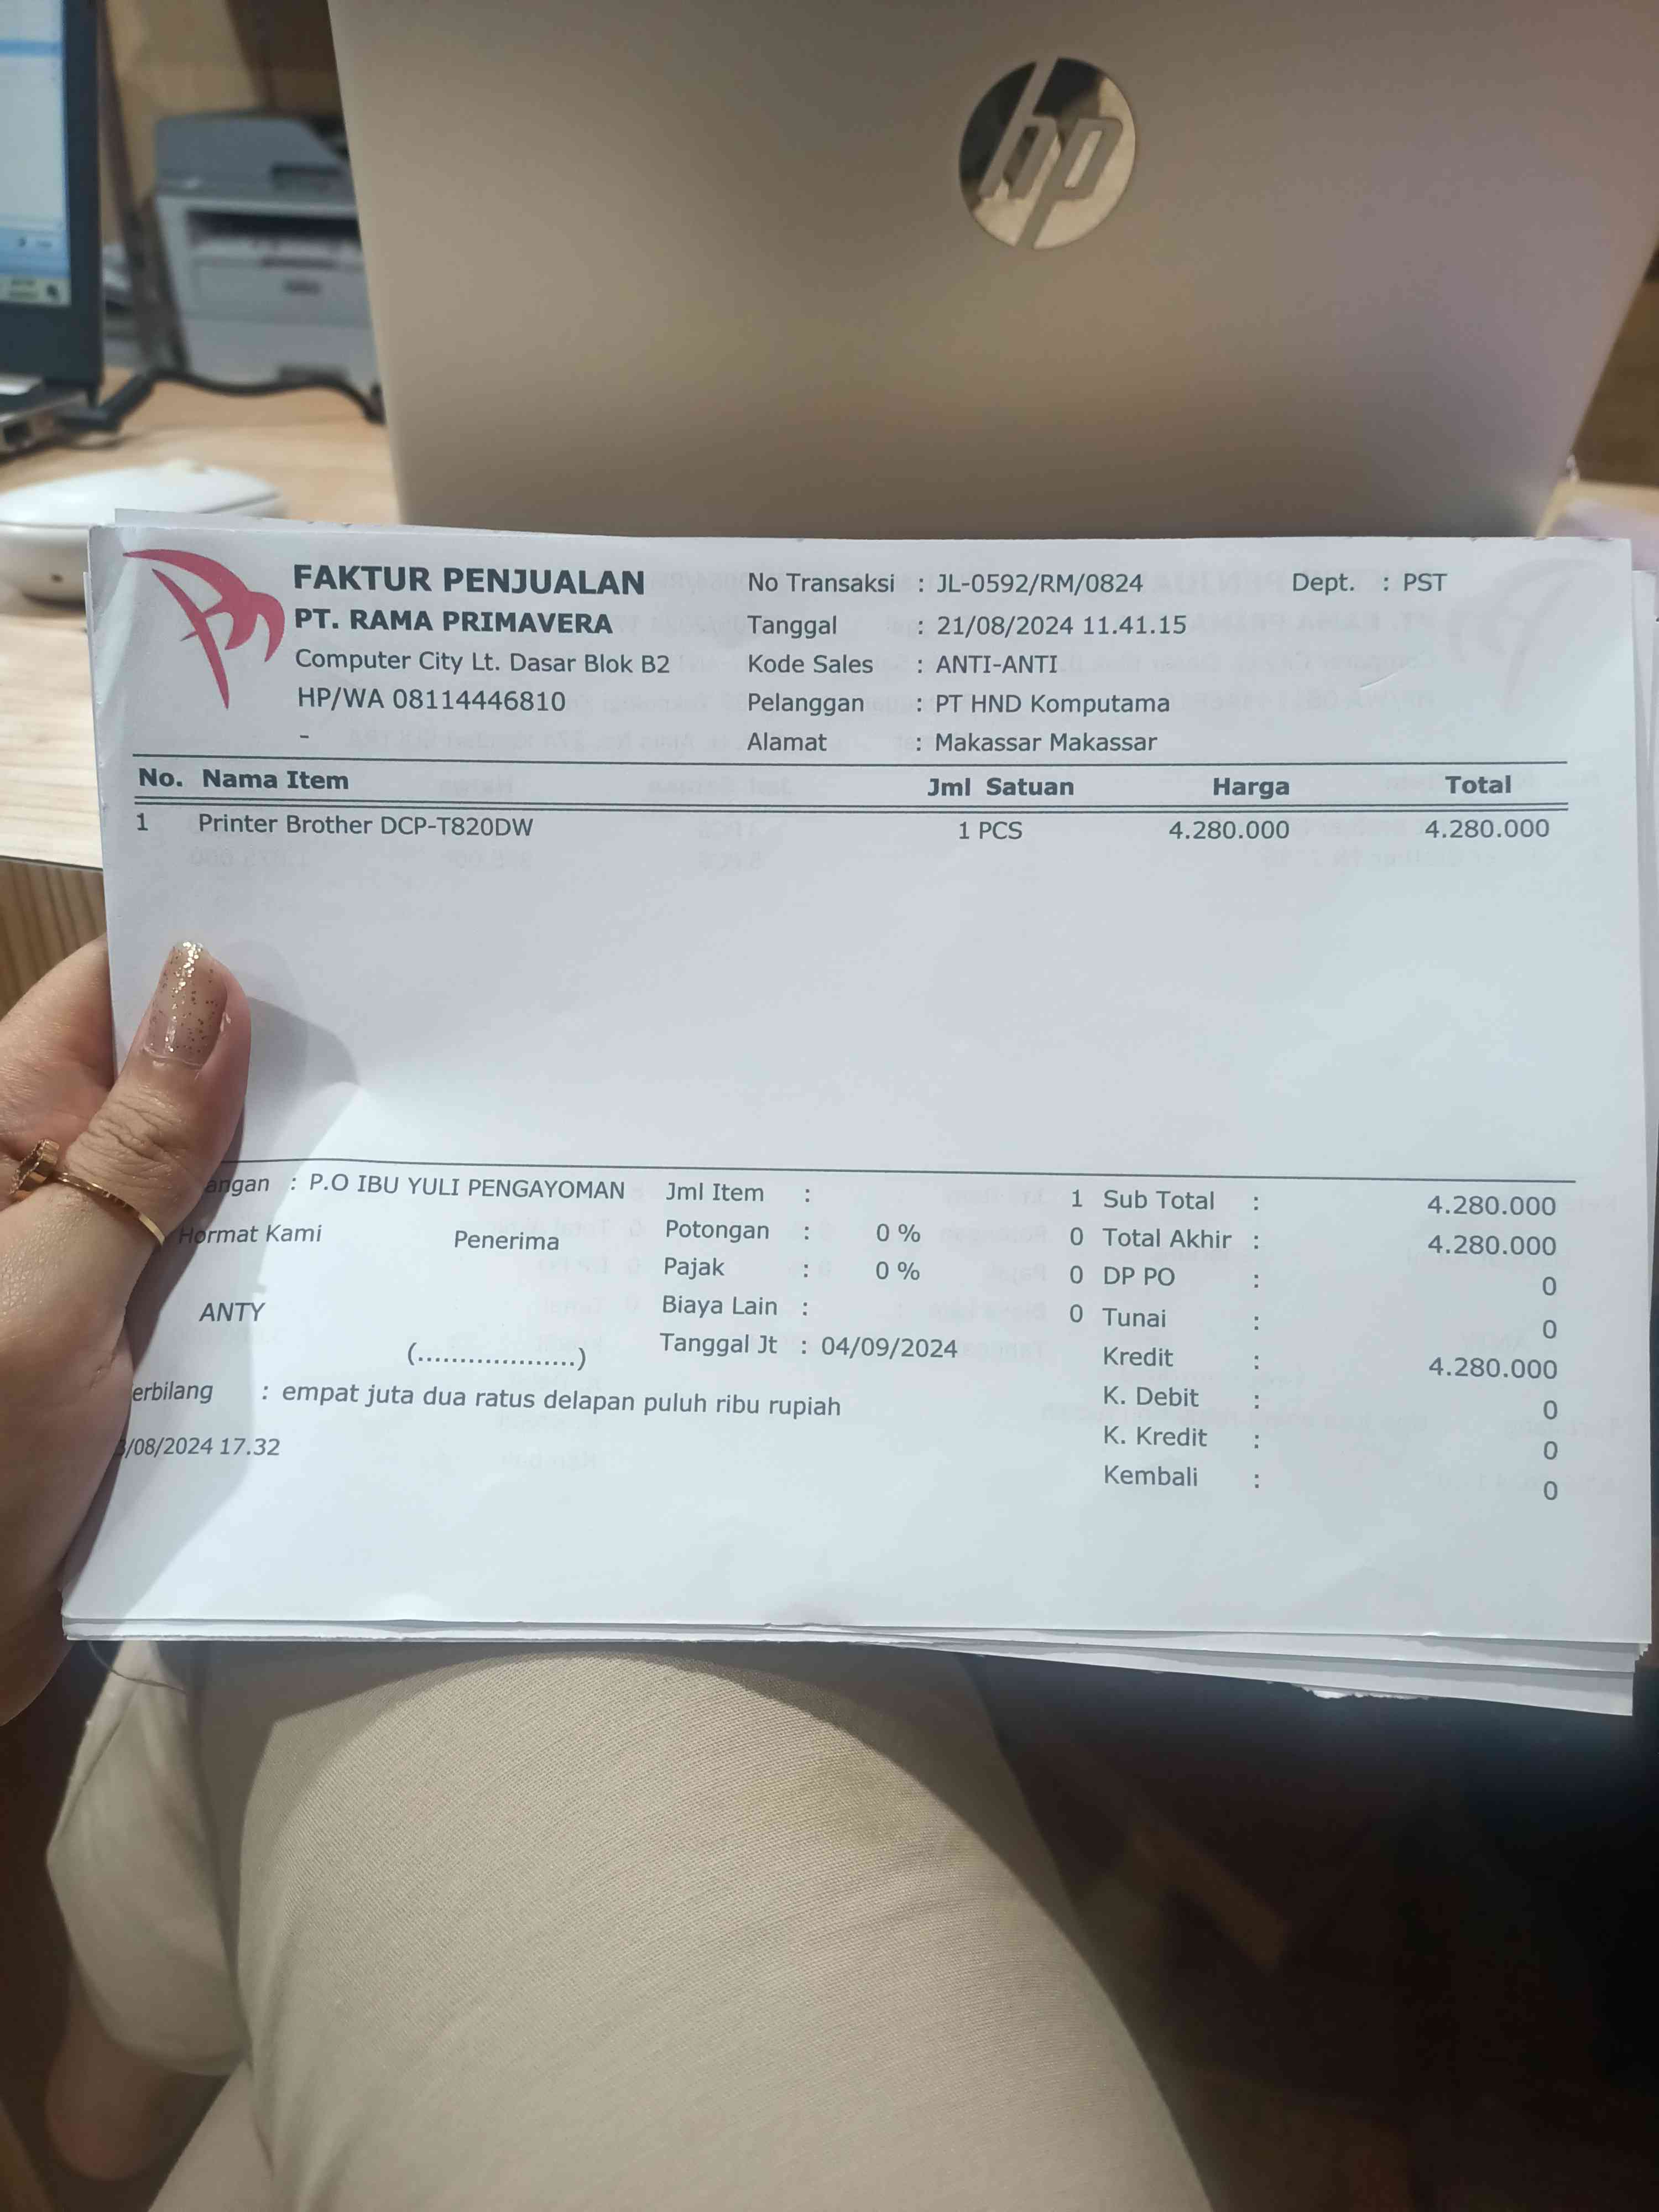 hp
FAKTUR PENJUALAN
PT. RAMA PRIMAVERA
Computer City Lt. Dasar Blok B2
HP/WA 08114446810
-
No Transaksi : JL-0592/RM/0824
Tanggal : 21/08/2024 11.41.15
Kode Sales : ANTI-ANTI
Pelanggan : PT HND Komputama
Alamat : Makassar Makassar
Dept. : PST
No. Nama Item Jml Satuan Harga Total
1 Printer Brother DCP-T820DW 1 PCS 4.280.000 4.280.000
angan : P.O IBU YULI PENGAYOMAN
Hormat Kami Penerima
ANTY
(...................)
Jml Item : 1
Potongan : 0 % 0
Pajak : 0 % 0
Biaya Lain : 0
Tanggal Jt : 04/09/2024
Sub Total : 4.280.000
Total Akhir : 4.280.000
DP PO : 0
Tunai : 0
Kredit : 4.280.000
K. Debit : 0
K. Kredit : 0
Kembali : 0
erbilang : empat juta dua ratus delapan puluh ribu rupiah
3/08/2024 17.32